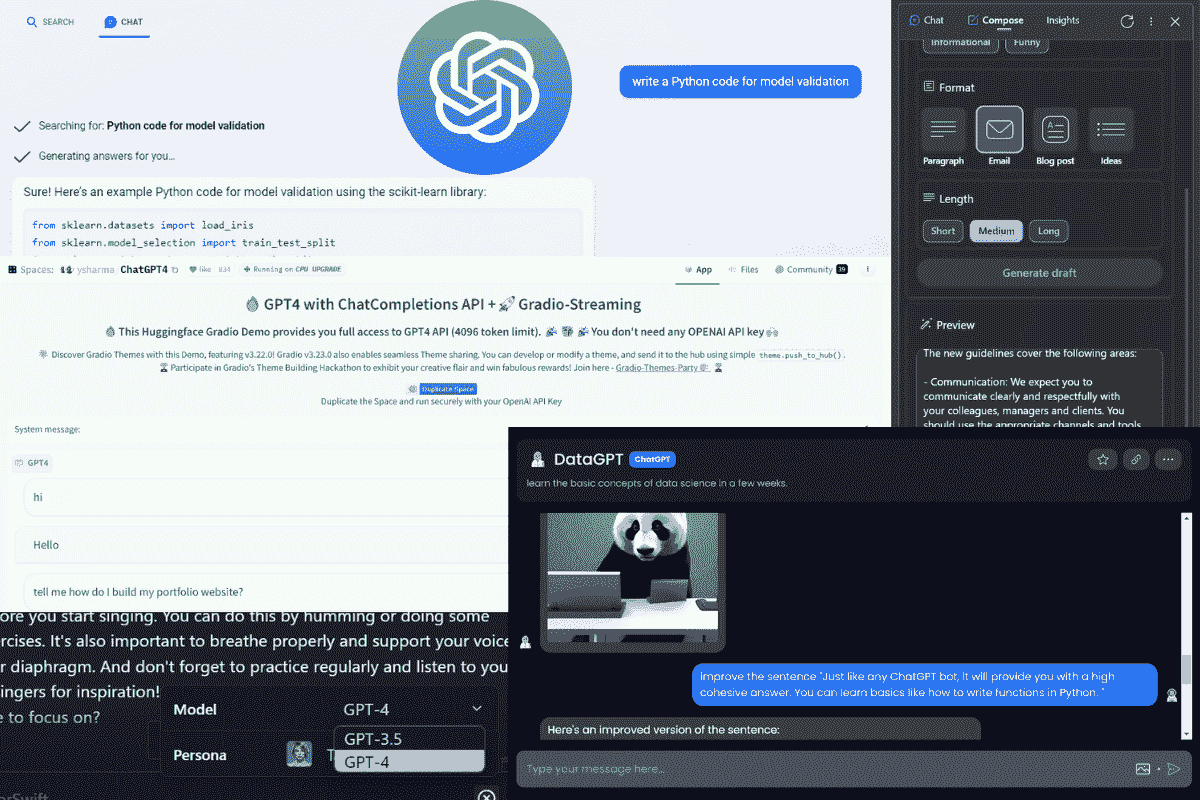 SEARCH
CHAT
write a Python code for model validation
Searching for: Python code for model validation
Generating answers for you...
Sure! Here's an example Python code for model validation using the scikit-learn library:
from sklearn.datasets import load_iris
from sklearn.model_selection import train_test_split
Chat
Compose
Insights
Informational
Funny
Format
Paragraph
Email
Blog post
Ideas
Length
Short
Medium
Long
Generate draft
Preview
The new guidelines cover the following areas:
- Communication: We expect you to
communicate clearly and respectfully with
your colleagues, managers and clients. You
should use the appropriate channels and tools
Spaces: ysharma ChatGPT4 like 834 Running on CPU UPGRADE
App
Files
Community 39
GPT4 with ChatCompletions API + Gradio-Streaming
This Huggingface Gradio Demo provides you full access to GPT4 API (4096 token limit). You don't need any OPENAI API key
Discover Gradio Themes with this Demo, featuring v3.22.0! Gradio v3.23.0 also enables seamless Theme sharing. You can develop or modify a theme, and send it to the hub using simple theme.push_to_hub().
Participate in Gradio's Theme Building Hackathon to exhibit your creative flair and win fabulous rewards! Join here - Gradio-Themes-Party
Duplicate Space
Duplicate the Space and run securely with your OpenAI API Key
System message:
GPT4
hi
Hello
tell me how do I build my portfolio website?
ore you start singing. You can do this by humming or doing some
rcises. It's also important to breathe properly and support your voice
r diaphragm. And don't forget to practice regularly and listen to you
ingers for inspiration!
e to focus on?
Model
GPT-4
GPT-3.5
GPT-4
Persona
T
DataGPT ChatGPT
learn the basic concepts of data science in a few weeks.
improve the sentence "Just like any ChatGPT bot, it will provide you with a high
cohesive answer. You can learn basics like how to write functions in Python. "
Here's an improved version of the sentence:
Type your message here...